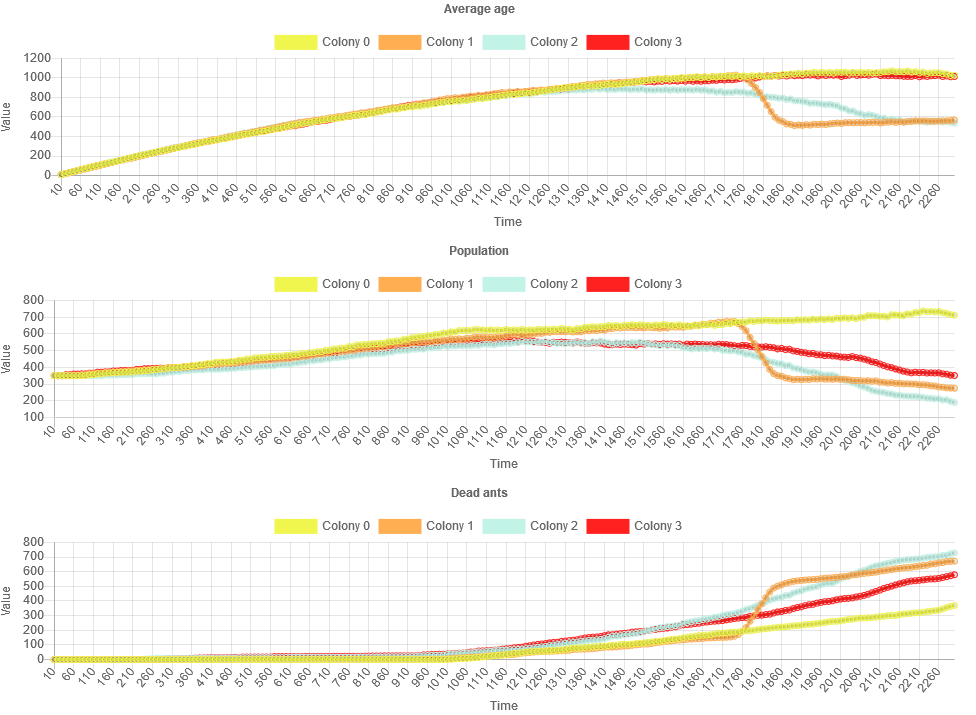 Average age
Colony 0 Colony 1 Colony 2 Colony 3
1200
1000
800
600
400
200
0
Value
10 60 110 160 210 260 310 360 410 460 510 560 610 660 710 760 810 860 910 960 1010 1060 1110 1160 1210 1260 1310 1360 1410 1460 1510 1560 1610 1660 1710 1760 1810 1860 1910 1960 2010 2060 2110 2160 2210 2260
Time
Population
Colony 0 Colony 1 Colony 2 Colony 3
800
700
600
500
400
300
200
100
Value
10 60 110 160 210 260 310 360 410 460 510 560 610 660 710 760 810 860 910 960 1010 1060 1110 1160 1210 1260 1310 1360 1410 1460 1510 1560 1610 1660 1710 1760 1810 1860 1910 1960 2010 2060 2110 2160 2210 2260
Time
Dead ants
Colony 0 Colony 1 Colony 2 Colony 3
800
700
600
500
400
300
200
100
0
Value
10 60 110 160 210 260 310 360 410 460 510 560 610 660 710 760 810 860 910 960 1010 1060 1110 1160 1210 1260 1310 1360 1410 1460 1510 1560 1610 1660 1710 1760 1810 1860 1910 1960 2010 2060 2110 2160 2210 2260
Time